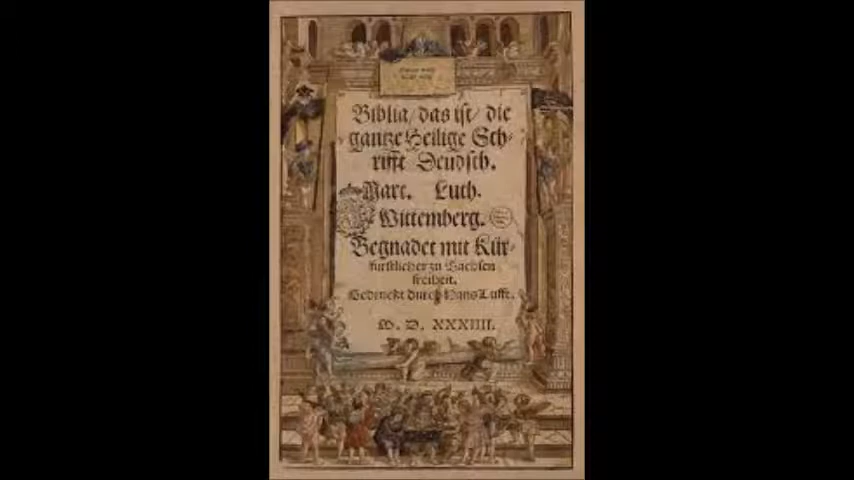 Biblia/ das ist/ die
gantze Heilige Sch-
rifft Deudsch.
Mart. Luth.
Wittemberg.
Begnadet mit Kür-
furstlicher zu Sachsen
freiheit.
Gedruckt durch Hans Lufft.
M. D. XXXIIII.